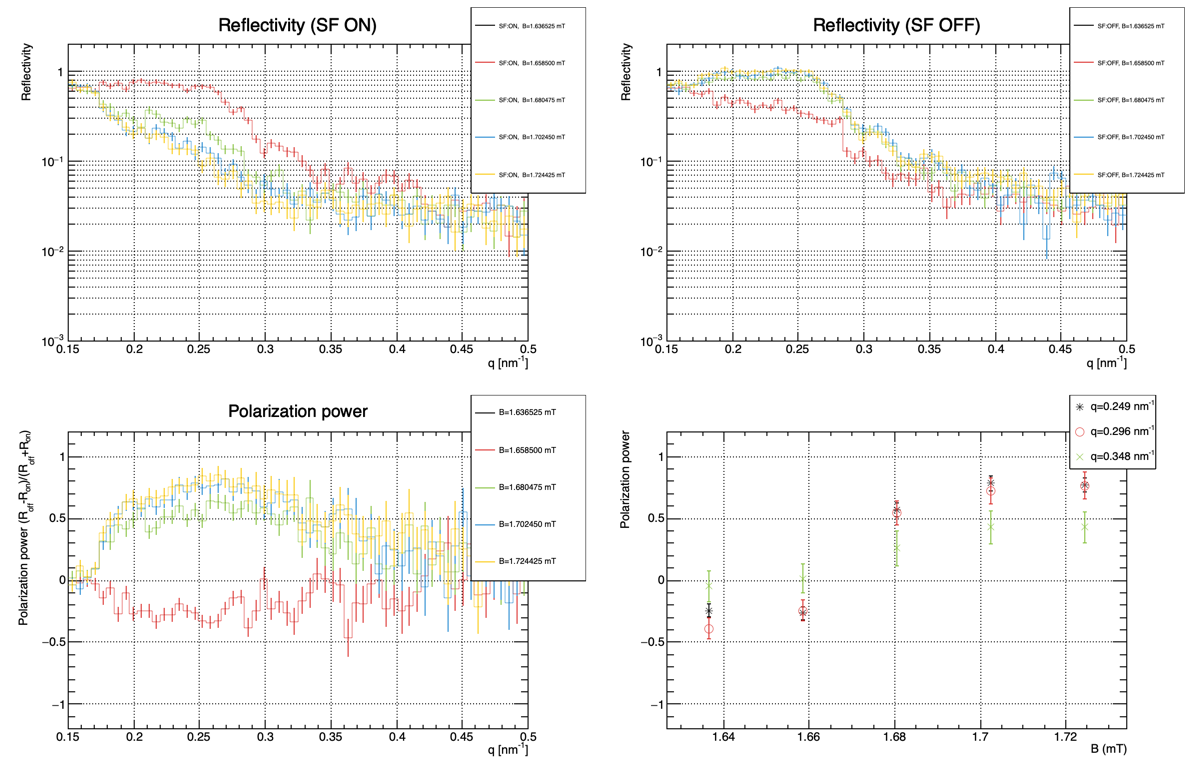 Reflectivity (SF ON)
SF:ON, B=1.636525 mT
SF:ON, B=1.658500 mT
SF:ON, B=1.680475 mT
SF:ON, B=1.702450 mT
SF:ON, B=1.724425 mT
Reflectivity
1
10⁻¹
10⁻²
10⁻³
0.15 0.2 0.25 0.3 0.35 0.4 0.45 0.5
q [nm⁻¹]
Reflectivity (SF OFF)
SF:OFF, B=1.636525 mT
SF:OFF, B=1.658500 mT
SF:OFF, B=1.680475 mT
SF:OFF, B=1.702450 mT
SF:OFF, B=1.724425 mT
Reflectivity
1
10⁻¹
10⁻²
10⁻³
0.15 0.2 0.25 0.3 0.35 0.4 0.45 0.5
q [nm⁻¹]
Polarization power
B=1.636525 mT
B=1.658500 mT
B=1.680475 mT
B=1.702450 mT
B=1.724425 mT
Polarization power (R_off-R_on)/(R_off+R_on)
1
0.5
0
−0.5
−1
0.15 0.2 0.25 0.3 0.35 0.4 0.45 0.5
q [nm⁻¹]
q=0.249 nm⁻¹
q=0.296 nm⁻¹
q=0.348 nm⁻¹
Polarization power
1
0.5
0
−0.5
−1
1.64 1.66 1.68 1.7 1.72
B (mT)